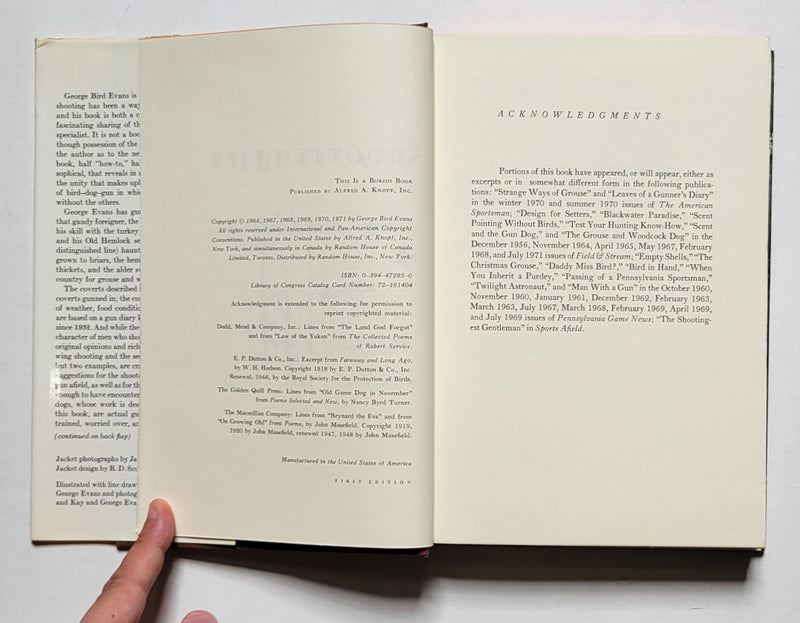 George Bird Evans is
shooting has been a way
and his book is both a c
fascinating sharing of th
specialist. It is not a boo
though possession of the
the author as to the ne
book, half "how-to," ha
sophical, that reveals in
the unity that makes upl
of bird–dog–gun in whic
without the others.
George Evans has gun
that gaudy foreigner, the
his skill with the turkey
and his Old Hemlock se
distinguished line) haunt
grown to briars, the hem
thickets, and the alder s
country for grouse and w
The coverts described
coverts gunned in; the co
of weather, food conditio
are based on a gun diary k
since 1932. And while the
character of men who sho
original opinions and rich
wing shooting and the se
but two examples, are cri
suggestions for the shooti
gun afield, as well as for th
enough to have encounter
dogs, whose work is des
this book, are actual gu
trained, worried over, an
(continued on back flap)
Jacket photographs by Ja
Jacket design by R. D. Scu
Illustrated with line draw
George Evans and photog
and Kay and George Eva
THIS IS A BORZOI BOOK
PUBLISHED BY ALFRED A. KNOPF, INC.
Copyright © 1964, 1967, 1968, 1969, 1970, 1971 by George Bird Evans
All rights reserved under International and Pan-American Copyright
Conventions. Published in the United States by Alfred A. Knopf, Inc.,
New York, and simultaneously in Canada by Random House of Canada
Limited, Toronto. Distributed by Random House, Inc., New York.
ISBN: 0-394-47295-0
Library of Congress Catalog Card Number: 72-161404
Acknowledgment is extended to the following for permission to
reprint copyrighted material:
Dodd, Mead & Company, Inc.: Lines from "The Land God Forgot"
and from "Law of the Yukon" from The Collected Poems
of Robert Service.
E. P. Dutton & Co., Inc.: Excerpt from Faraway and Long Ago,
by W. H. Hudson. Copyright 1918 by E. P. Dutton & Co., Inc.
Renewal, 1946, by the Royal Society for the Protection of Birds.
The Golden Quill Press: Lines from "Old Game Dog in November"
from Poems Selected and New, by Nancy Byrd Turner.
The Macmillan Company: Lines from "Reynard the Fox" and from
"On Growing Old" from Poems, by John Masefield. Copyright 1919,
1920 by John Masefield, renewed 1947, 1948 by John Masefield.
Manufactured in the United States of America
FIRST EDITION
ACKNOWLEDGMENTS
Portions of this book have appeared, or will appear, either as
excerpts or in somewhat different form in the following publica-
tions: "Strange Ways of Grouse" and "Leaves of a Gunner's Diary"
in the winter 1970 and summer 1970 issues of The American
Sportsman; "Design for Setters," "Blackwater Paradise," "Scent
Pointing Without Birds," "Test Your Hunting Know-How," "Scent
and the Gun Dog," and "The Grouse and Woodcock Dog" in the
December 1956, November 1964, April 1965, May 1967, February
1968, and July 1971 issues of Field & Stream; "Empty Shells," "The
Christmas Grouse," "Daddy Miss Bird?," "Bird in Hand," "When
You Inherit a Purdey," "Passing of a Pennsylvania Sportsman,"
"Twilight Astronaut," and "Man With a Gun" in the October 1960,
November 1960, January 1961, December 1962, February 1963,
March 1963, July 1967, March 1968, February 1969, April 1969,
and July 1969 issues of Pennsylvania Game News; "The Shooting-
est Gentleman" in Sports Afield.